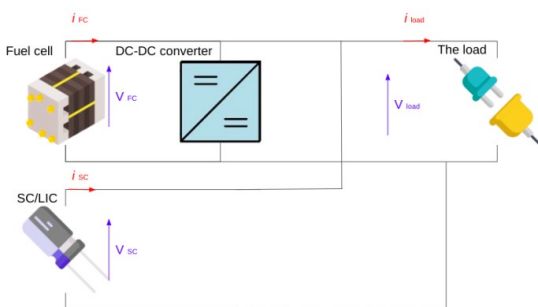 i FC
i load
Fuel cell
DC-DC converter
The load
V FC
V load
i SC
SC/LIC
V SC